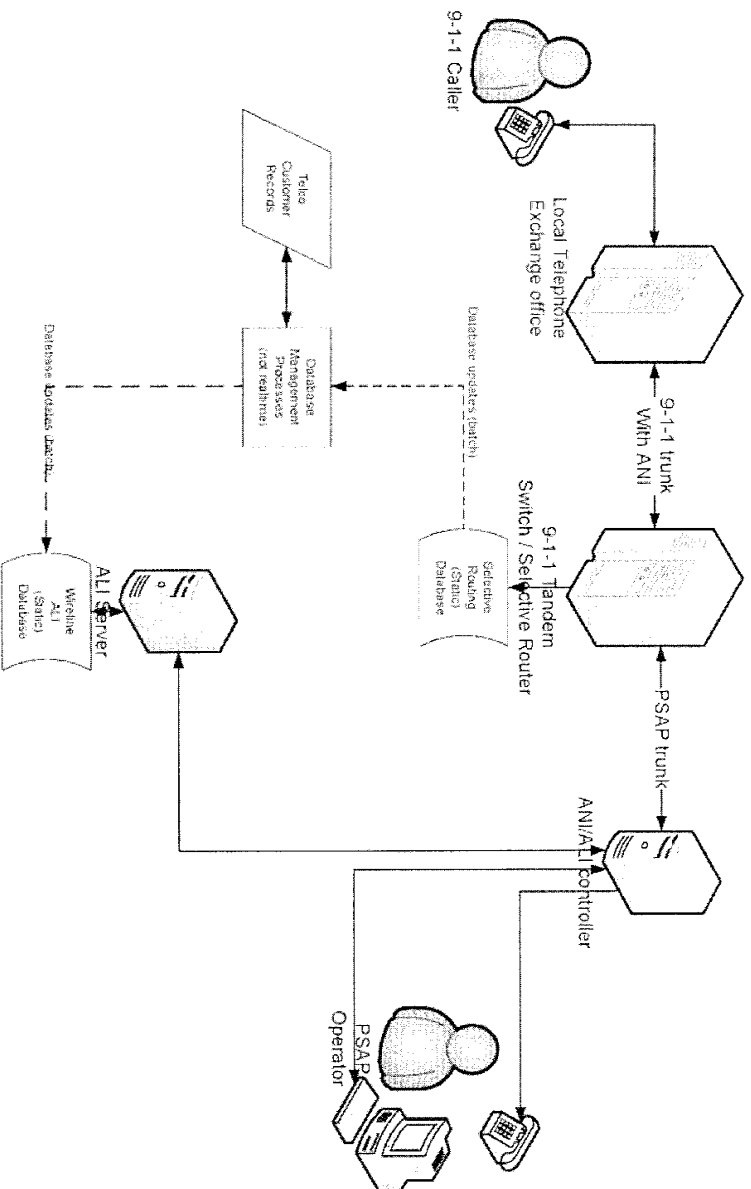 9-1-1 Caller
Local Telephone
Exchange office
9-1-1 trunk
With ANI
9-1-1 Tandem
Switch / Selective Router
PSAP trunk
ANI/ALI controller
PSAP
Operator
Telco
Customer
Records
Database
Management
Processes
(not realtime)
Database updates (batch)
Selective
Routing
(Static)
Database
Database updates (batch)
ALI Server
Wireline
ALI
(Static)
Database